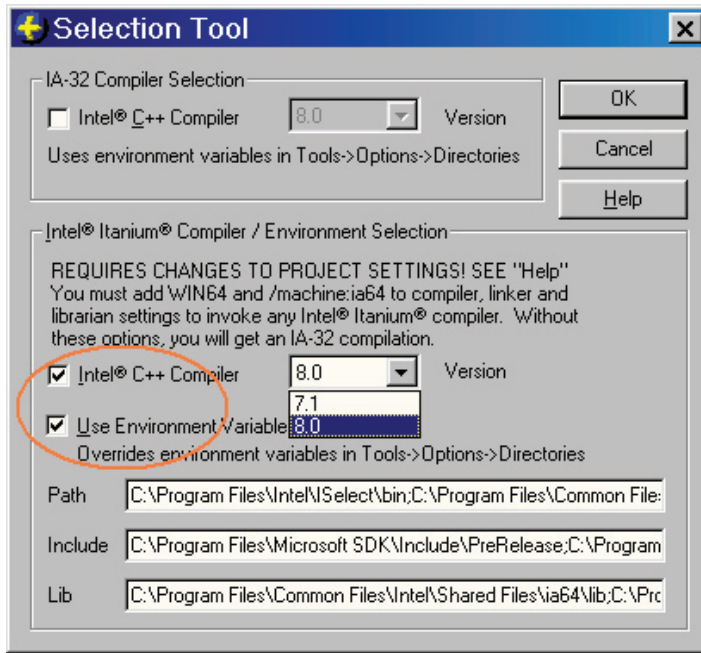 Selection Tool
IA-32 Compiler Selection
Intel® C++ Compiler 8.0 Version
Uses environment variables in Tools->Options->Directories
OK
Cancel
Help
Intel® Itanium® Compiler / Environment Selection
REQUIRES CHANGES TO PROJECT SETTINGS! SEE "Help"
You must add WIN64 and /machine:ia64 to compiler, linker and
librarian settings to invoke any Intel® Itanium® compiler. Without
these options, you will get an IA-32 compilation.
Intel® C++ Compiler 8.0 Version
7.1
Use Environment Variable 8.0
Overrides environment variables in Tools->Options->Directories
Path C:\Program Files\Intel\ISelect\bin;C:\Program Files\Common File
Include C:\Program Files\Microsoft SDK\Include\PreRelease;C:\Program
Lib C:\Program Files\Common Files\Intel\Shared Files\ia64\lib;C:\Pro